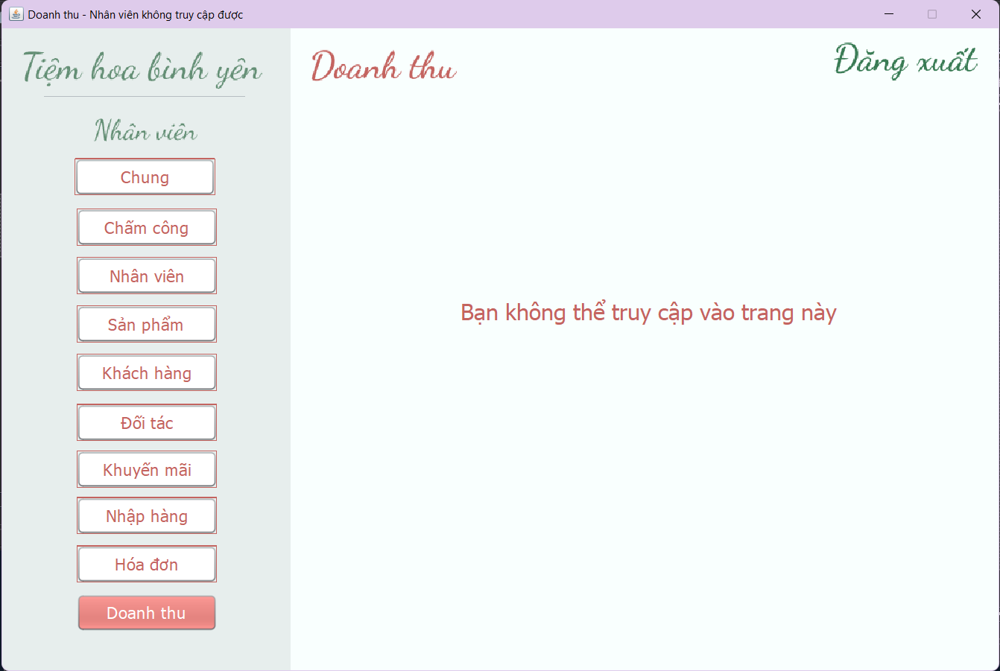 Doanh thu - Nhân viên không truy cập được
Tiệm hoa bình yên
Nhân viên
Chung
Chấm công
Nhân viên
Sản phẩm
Khách hàng
Đối tác
Khuyến mãi
Nhập hàng
Hóa đơn
Doanh thu
Doanh thu
Đăng xuất
Bạn không thể truy cập vào trang này